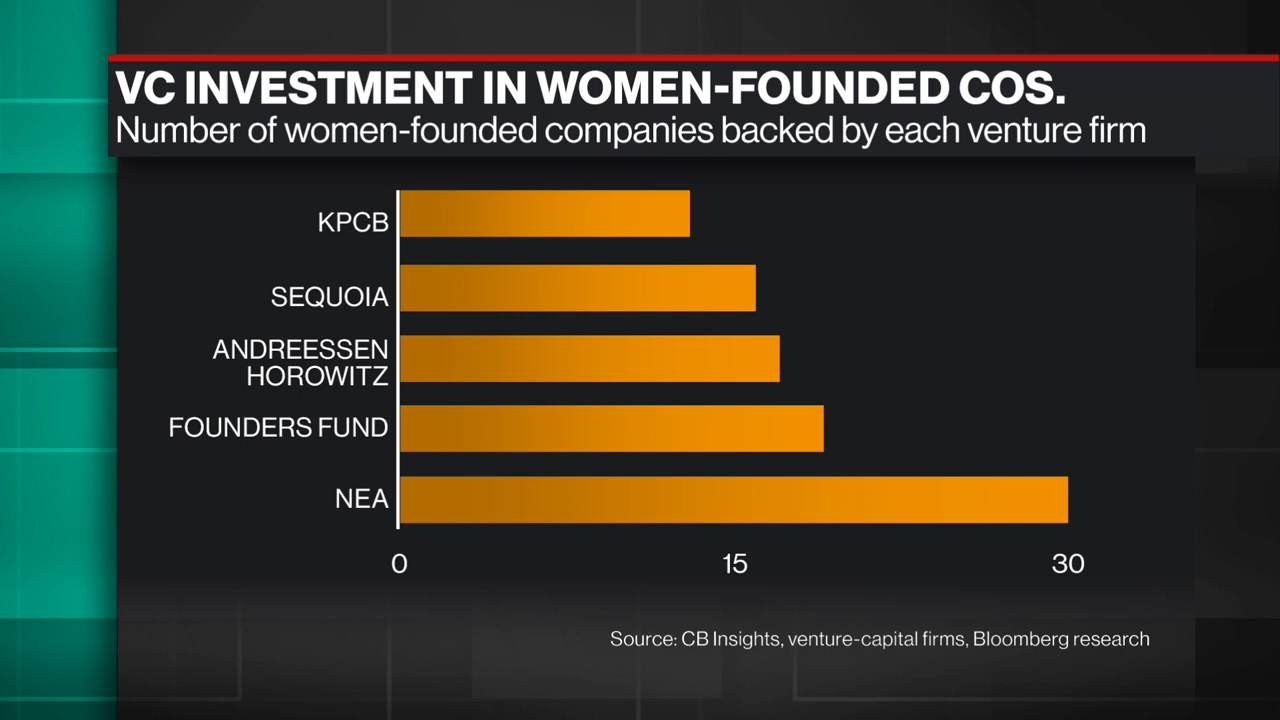 VC INVESTMENT IN WOMEN-FOUNDED COS.
Number of women-founded companies backed by each venture firm
KPCB
SEQUOIA
ANDREESSEN
HOROWITZ
FOUNDERS FUND
NEA
0 15 30
Source: CB Insights, venture-capital firms, Bloomberg research